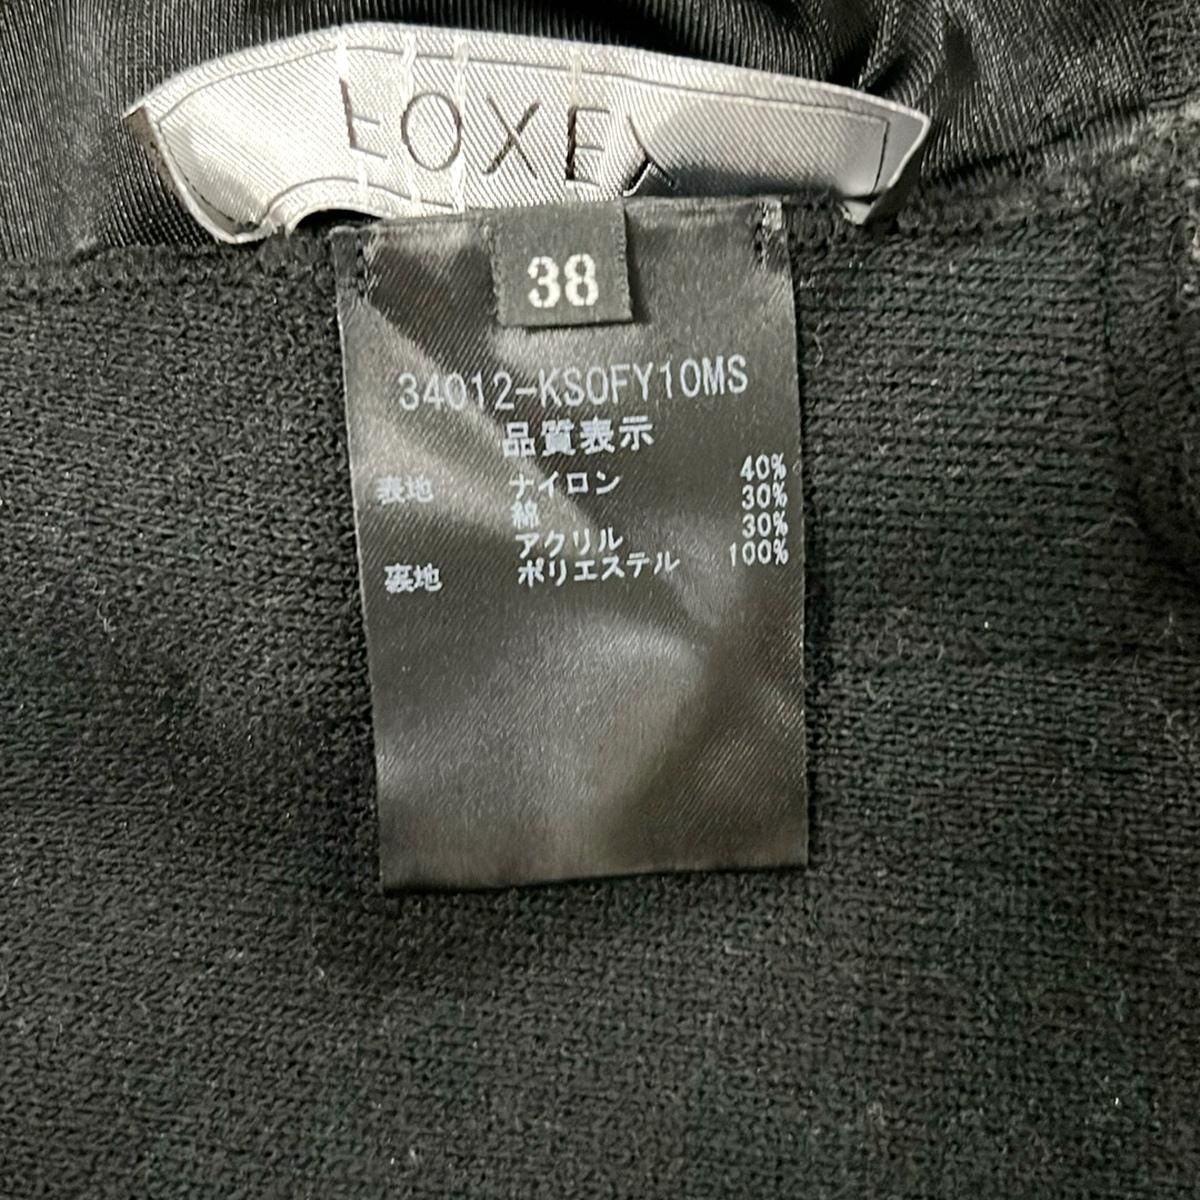 FOXEY
38
34012-KSOFY10MS
品質表示
表地 ナイロン 40%
綿 30%
アクリル 30%
裏地 ポリエステル 100%